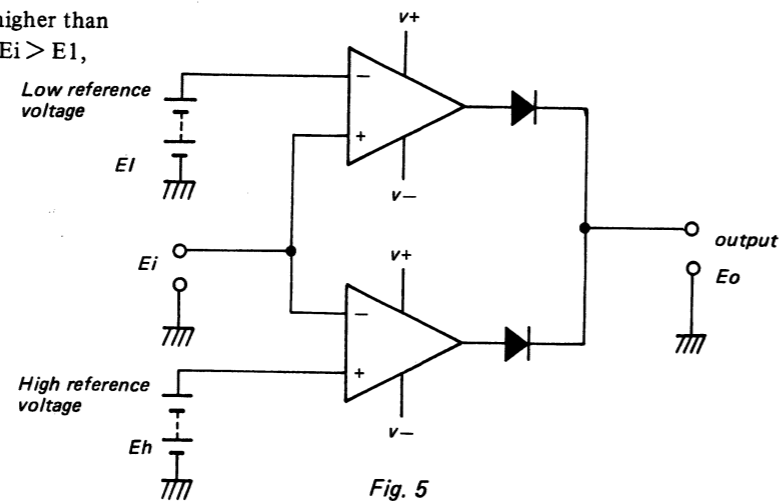 higher than
Ei > E1,
Low reference
voltage
El
v+
−
+
v−
Ei
v+
−
+
v−
output
Eo
High reference
voltage
Eh
Fig. 5